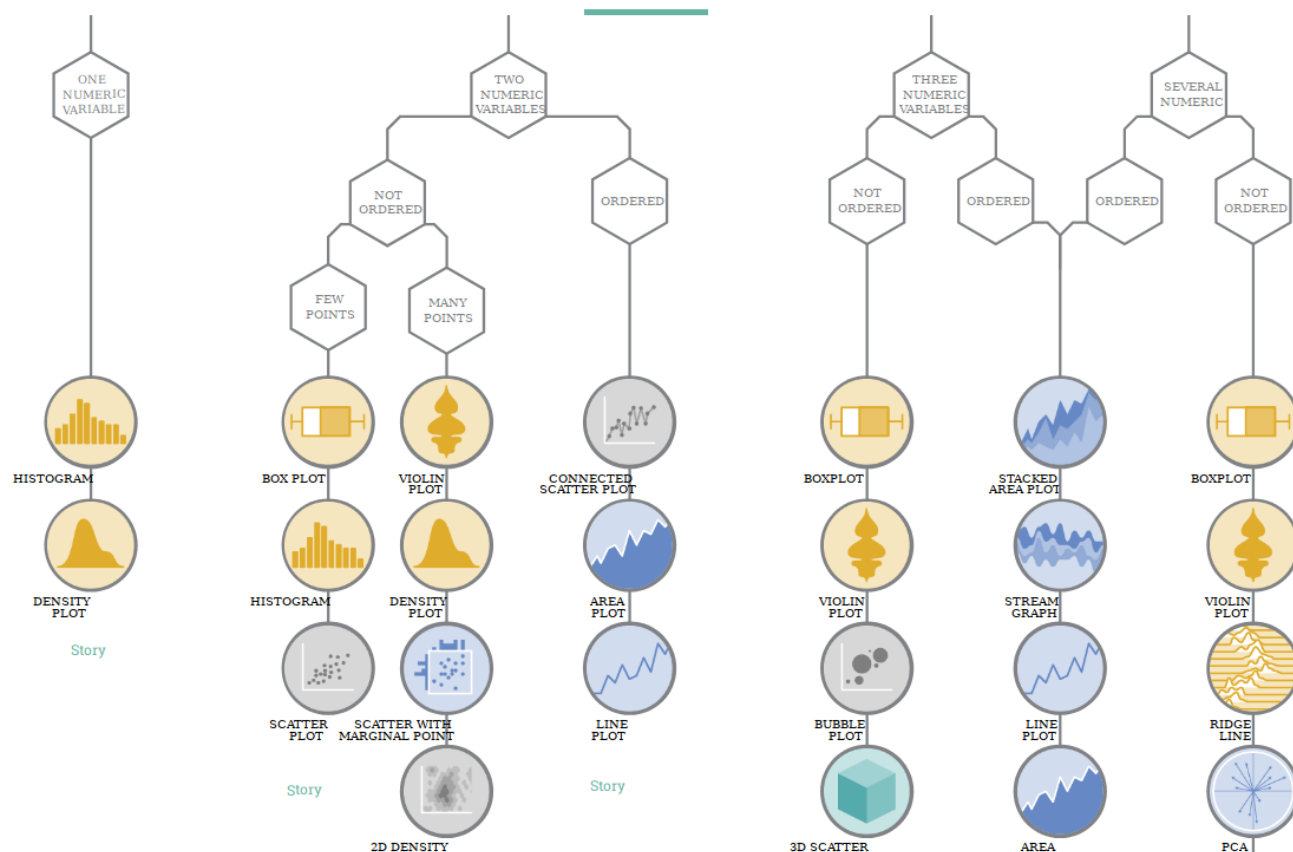 ONE
NUMERIC
VARIABLE
TWO
NUMERIC
VARIABLES
THREE
NUMERIC
VARIABLES
SEVERAL
NUMERIC
NOT
ORDERED
ORDERED
NOT
ORDERED
ORDERED
ORDERED
NOT
ORDERED
FEW
POINTS
MANY
POINTS
HISTOGRAM
BOX PLOT
VIOLIN
PLOT
CONNECTED
SCATTER PLOT
BOXPLOT
STACKED
AREA PLOT
BOXPLOT
DENSITY
PLOT
HISTOGRAM
DENSITY
PLOT
AREA
PLOT
VIOLIN
PLOT
STREAM
GRAPH
VIOLIN
PLOT
Story
SCATTER
PLOT
SCATTER WITH
MARGINAL POINT
LINE
PLOT
BUBBLE
PLOT
LINE
PLOT
RIDGE
LINE
Story
2D DENSITY
Story
3D SCATTER
AREA
PCA